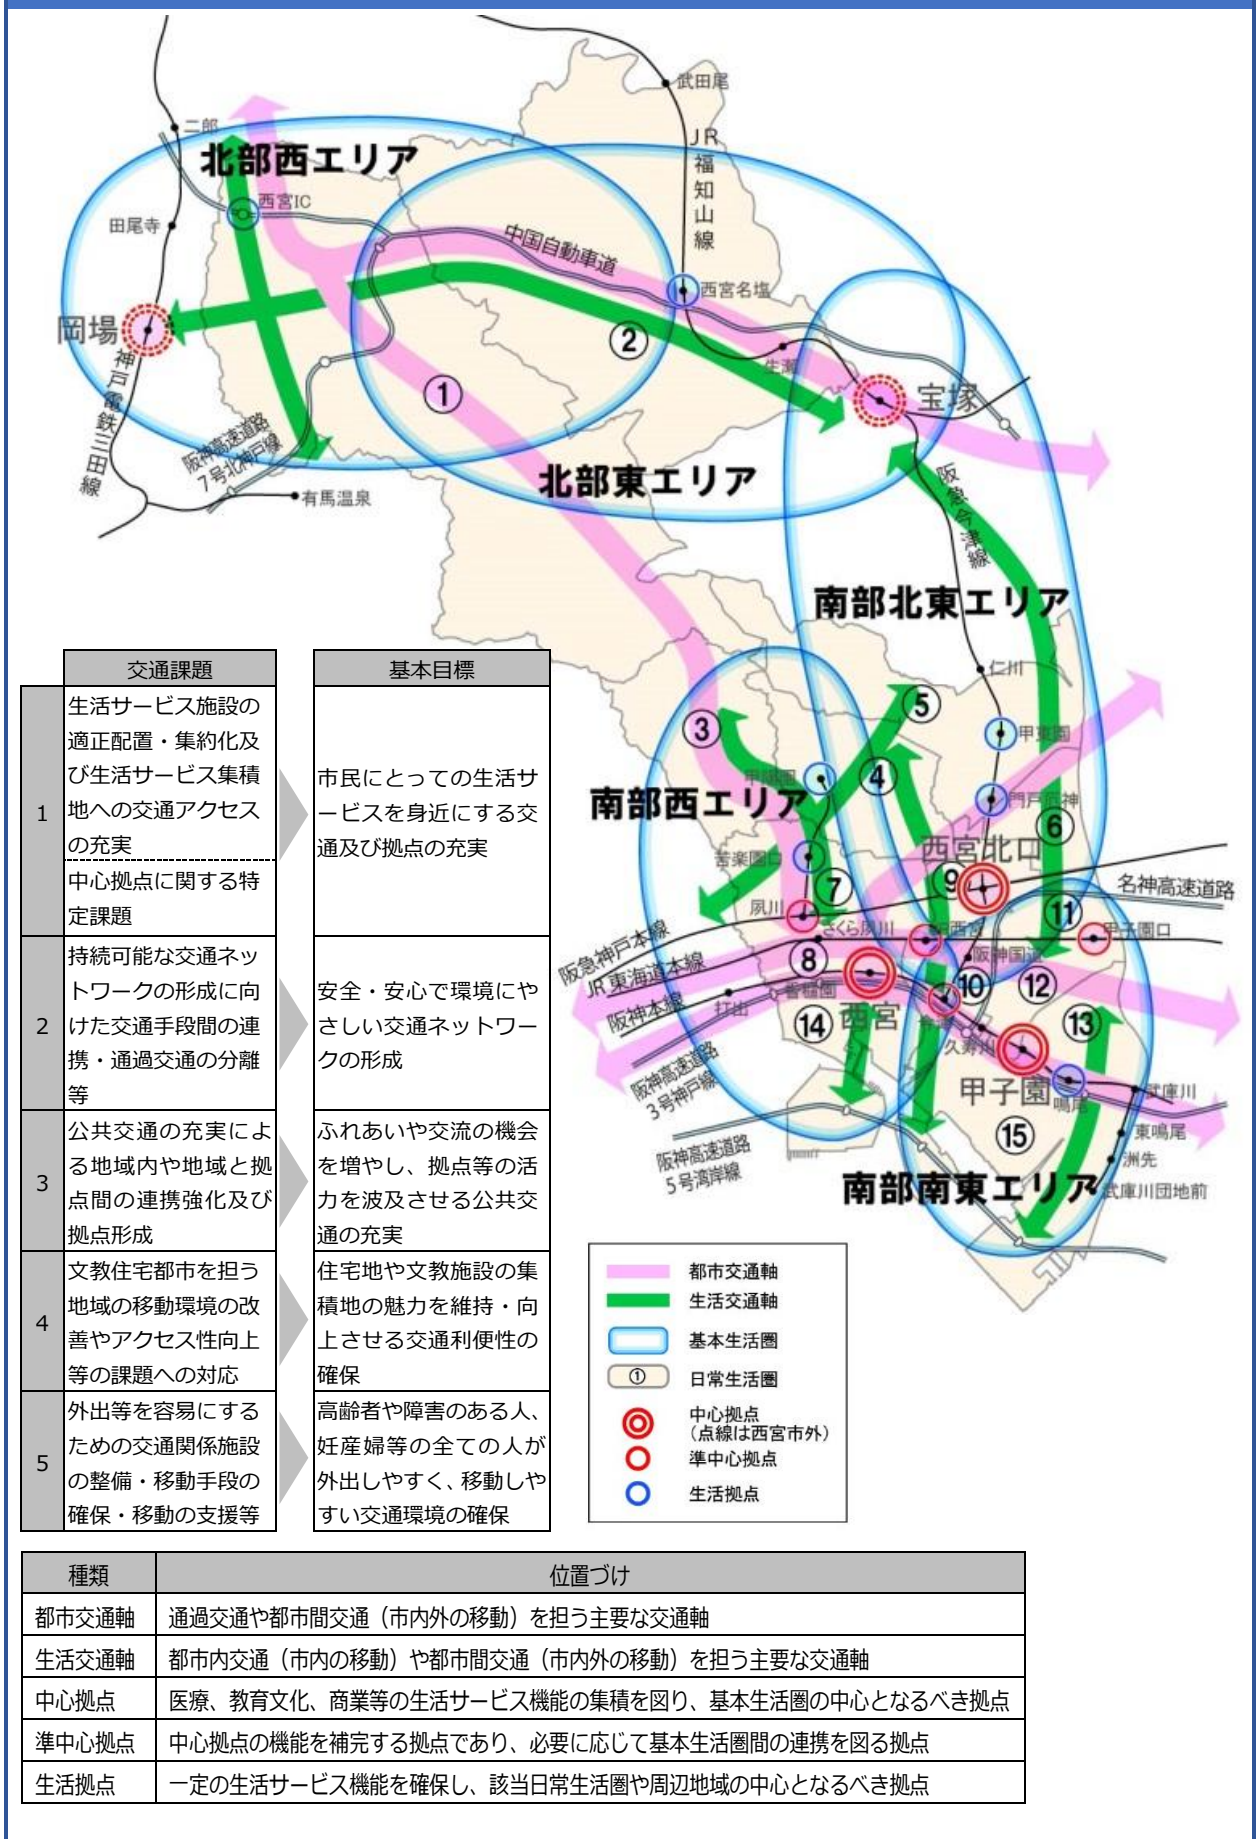 武田尾
二郎
JR福知山線
北部西エリア
西宮IC
田尾寺
中国自動車道
西宮名塩
岡場
②
生瀬
神戸電鉄三田線
①
宝塚
阪神高速道路
7号北神戸線
北部東エリア
有馬温泉
阪急今津線
南部北東エリア
仁川
⑤
③
甲東園
甲陽園
④
南部西エリア
門戸厄神
⑥
西宮北口
苦楽園口
⑦
⑨
名神高速道路
夙川
⑪
さくら夙川
JR西宮
甲子園口
阪急神戸本線
JR東海道本線
⑧
阪神国道
香櫨園
⑩
⑫
阪神本線
打出
⑭
西宮
今津
⑬
久寿川
甲子園
鳴尾
武庫川
阪神高速道路
3号神戸線
⑮
東鳴尾
洲先
阪神高速道路
5号湾岸線
南部南東エリア
武庫川団地前
交通課題
基本目標
1
生活サービス施設の
適正配置・集約化及
び生活サービス集積
地への交通アクセス
の充実
中心拠点に関する特
定課題
市民にとっての生活サ
ービスを身近にする交
通及び拠点の充実
2
持続可能な交通ネッ
トワークの形成に向
けた交通手段間の連
携・通過交通の分離
等
安全・安心で環境にや
さしい交通ネットワー
クの形成
3
公共交通の充実によ
る地域内や地域と拠
点間の連携強化及び
拠点形成
ふれあいや交流の機会
を増やし、拠点等の活
力を波及させる公共交
通の充実
4
文教住宅都市を担う
地域の移動環境の改
善やアクセス性向上
等の課題への対応
住宅地や文教施設の集
積地の魅力を維持・向
上させる交通利便性の
確保
5
外出等を容易にする
ための交通関係施設
の整備・移動手段の
確保・移動の支援等
高齢者や障害のある人、
妊産婦等の全ての人が
外出しやすく、移動しや
すい交通環境の確保
都市交通軸
生活交通軸
基本生活圏
① 日常生活圏
中心拠点
(点線は西宮市外)
準中心拠点
生活拠点
種類 位置づけ
都市交通軸 通過交通や都市間交通（市内外の移動）を担う主要な交通軸
生活交通軸 都市内交通（市内の移動）や都市間交通（市内外の移動）を担う主要な交通軸
中心拠点 医療、教育文化、商業等の生活サービス機能の集積を図り、基本生活圏の中心となるべき拠点
準中心拠点 中心拠点の機能を補完する拠点であり、必要に応じて基本生活圏間の連携を図る拠点
生活拠点 一定の生活サービス機能を確保し、該当日常生活圏や周辺地域の中心となるべき拠点